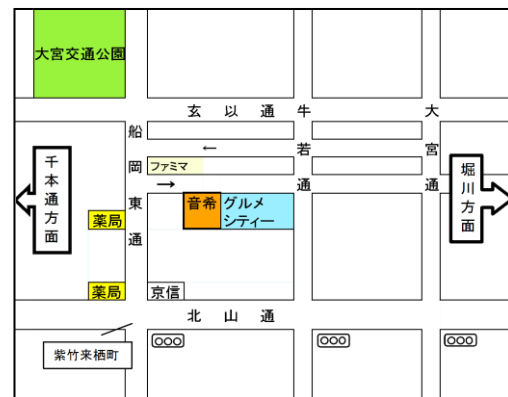 大宮交通公園
玄以通
牛若通
大宮通
船岡東通
←
ファミマ
→
千本通方面
堀川方面
音希
グルメ
シティー
薬局
薬局
京信
北山通
紫竹来栖町